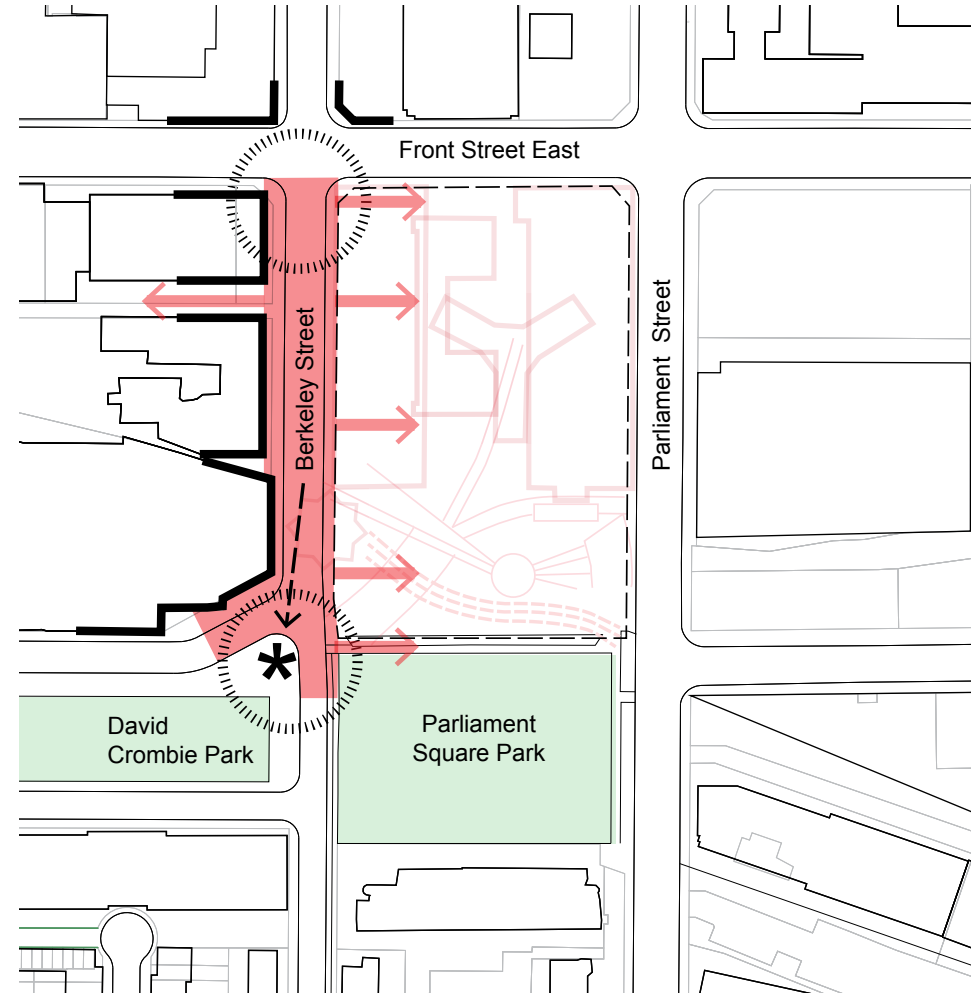 Front Street East
Berkeley Street
Parliament Street
*
David
Crombie Park
Parliament
Square Park